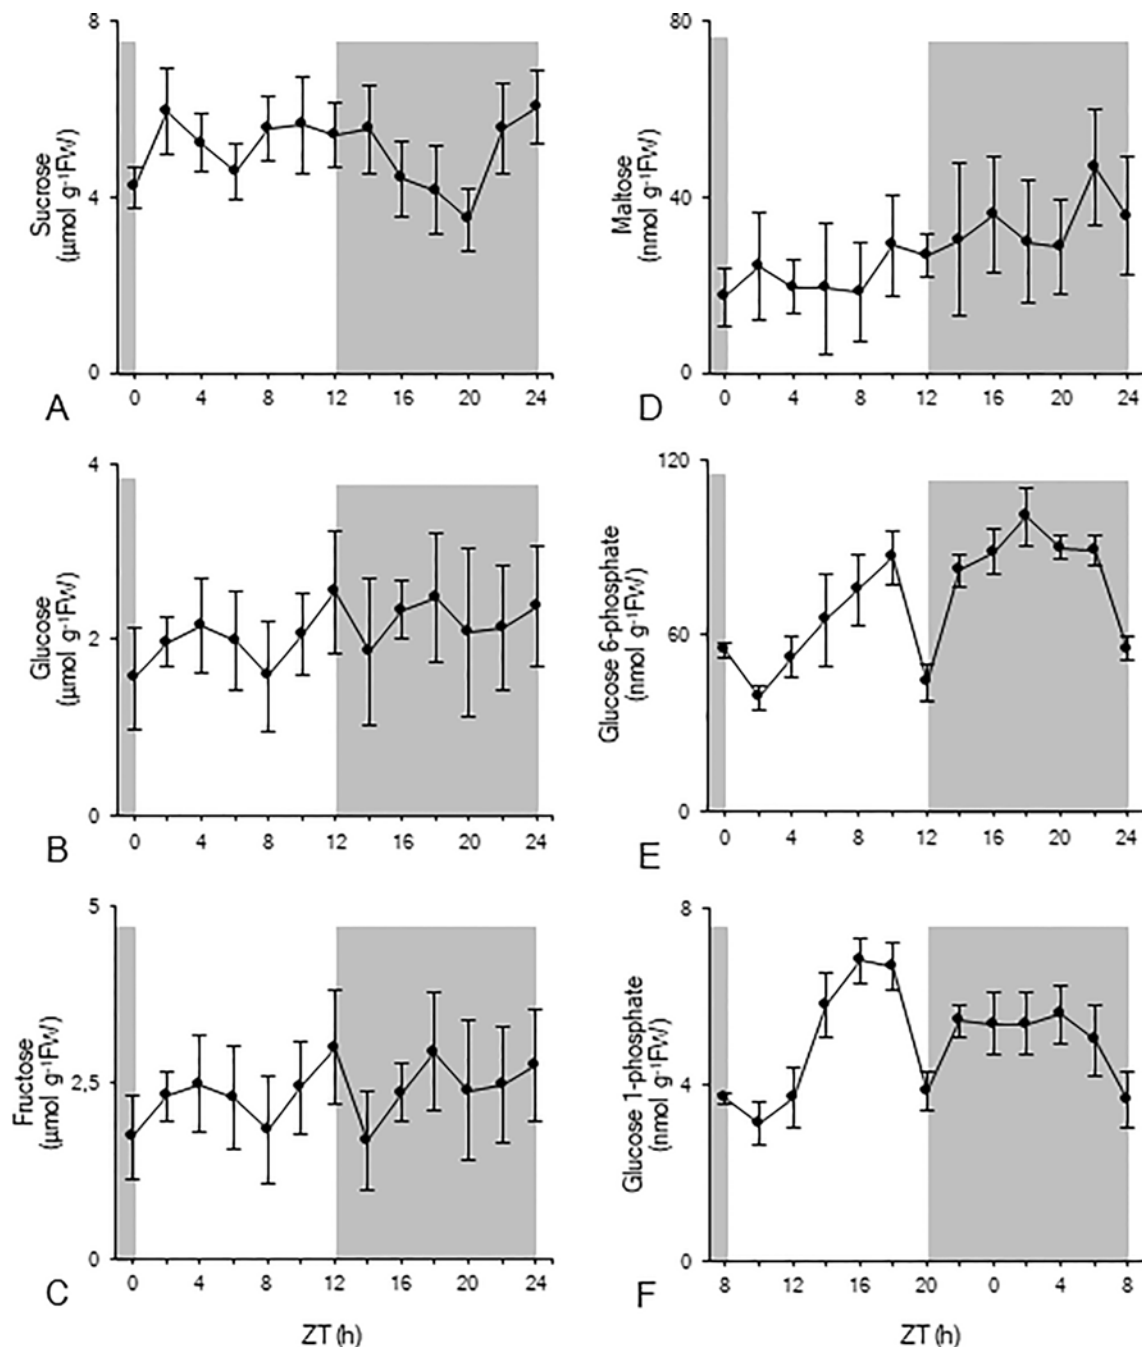 8
4
0
Sucrose
(μmol g⁻¹FW)
0 4 8 12 16 20 24
A
80
40
0
Maltose
(nmol g⁻¹FW)
0 4 8 12 16 20 24
D
4
2
0
Glucose
(μmol g⁻¹FW)
0 4 8 12 16 20 24
B
120
60
0
Glucose 6-phosphate
(nmol g⁻¹FW)
0 4 8 12 16 20 24
E
5
2,5
0
Fructose
(μmol g⁻¹FW)
0 4 8 12 16 20 24
C
ZT (h)
8
4
0
Glucose 1-phosphate
(nmol g⁻¹FW)
8 12 16 20 0 4 8
F
ZT (h)